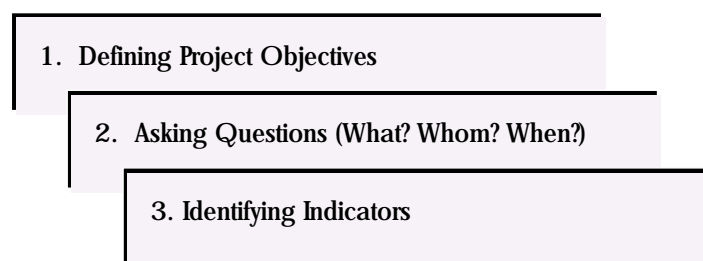 1. Defining Project Objectives
2. Asking Questions (What? Whom? When?)
3. Identifying Indicators